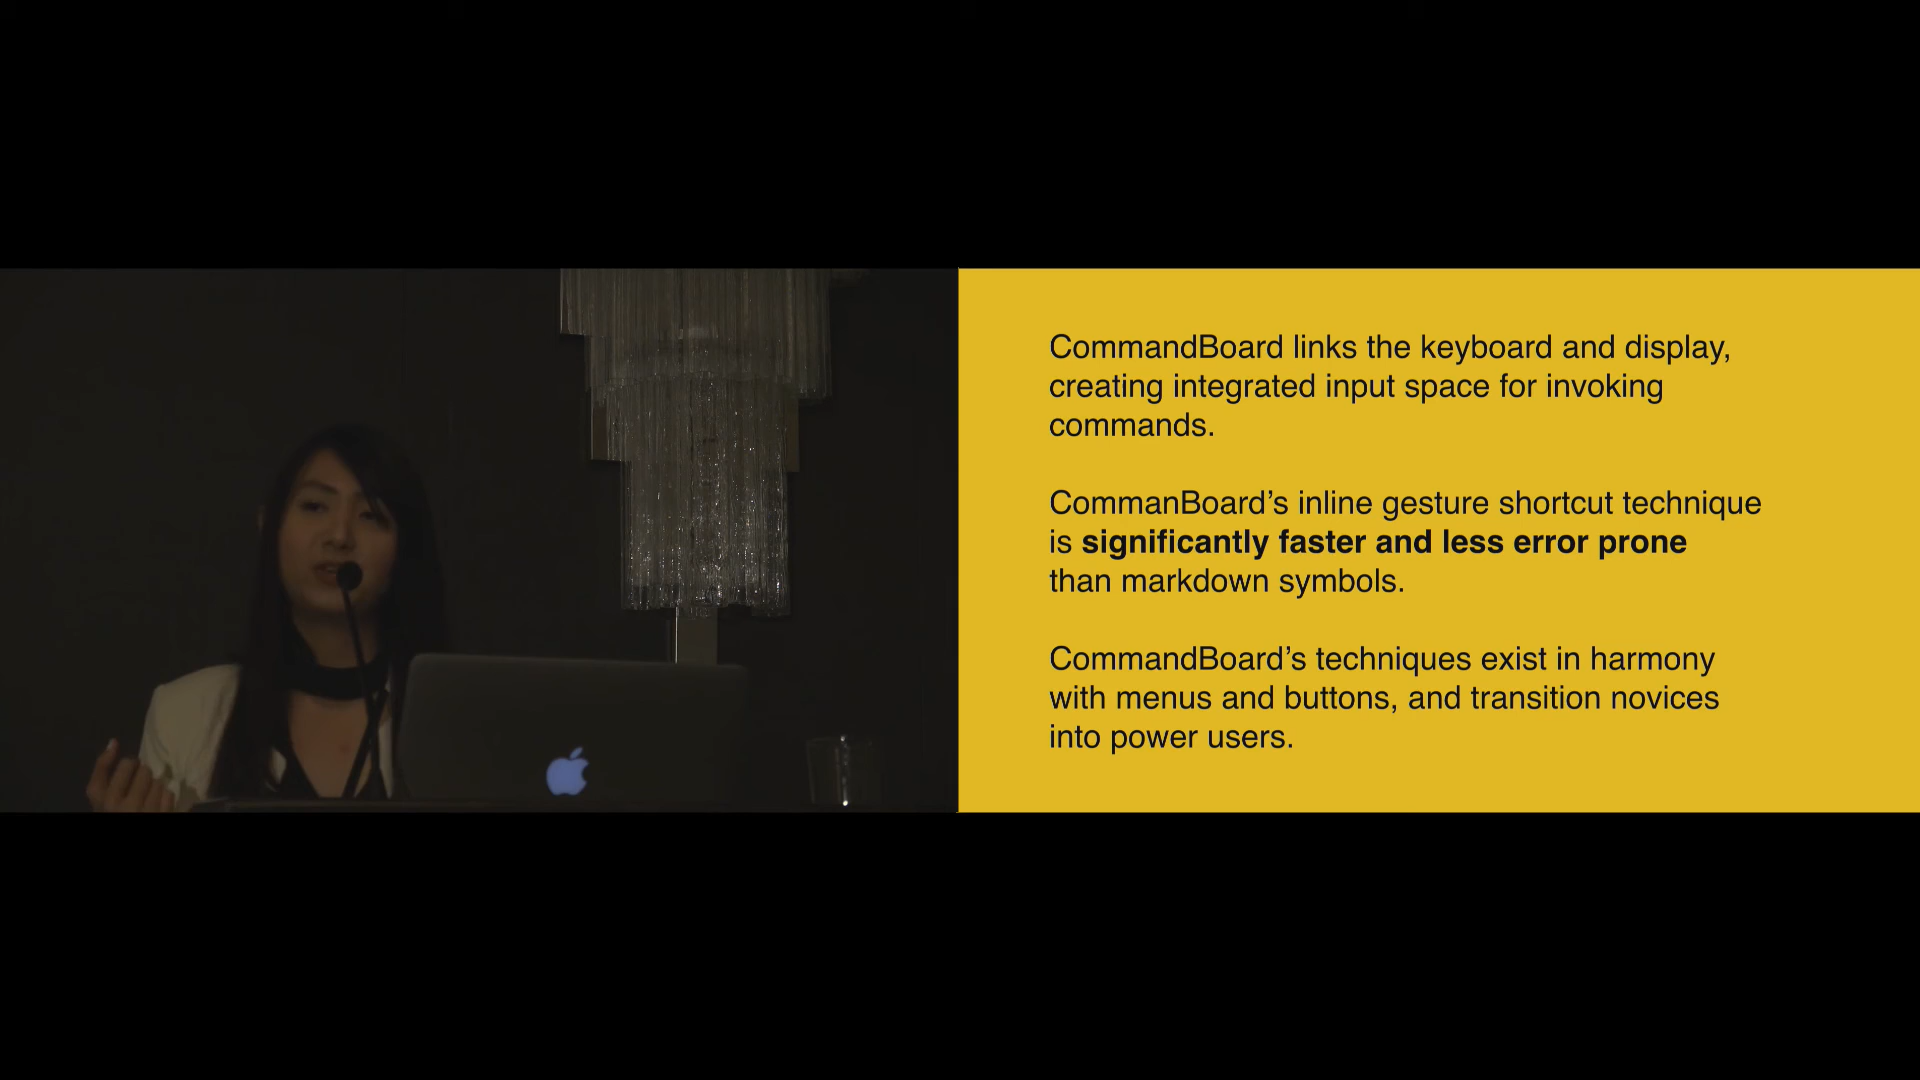 CommandBoard links the keyboard and display,
creating integrated input space for invoking
commands.
CommanBoard’s inline gesture shortcut technique
is significantly faster and less error prone
than markdown symbols.
CommandBoard’s techniques exist in harmony
with menus and buttons, and transition novices
into power users.